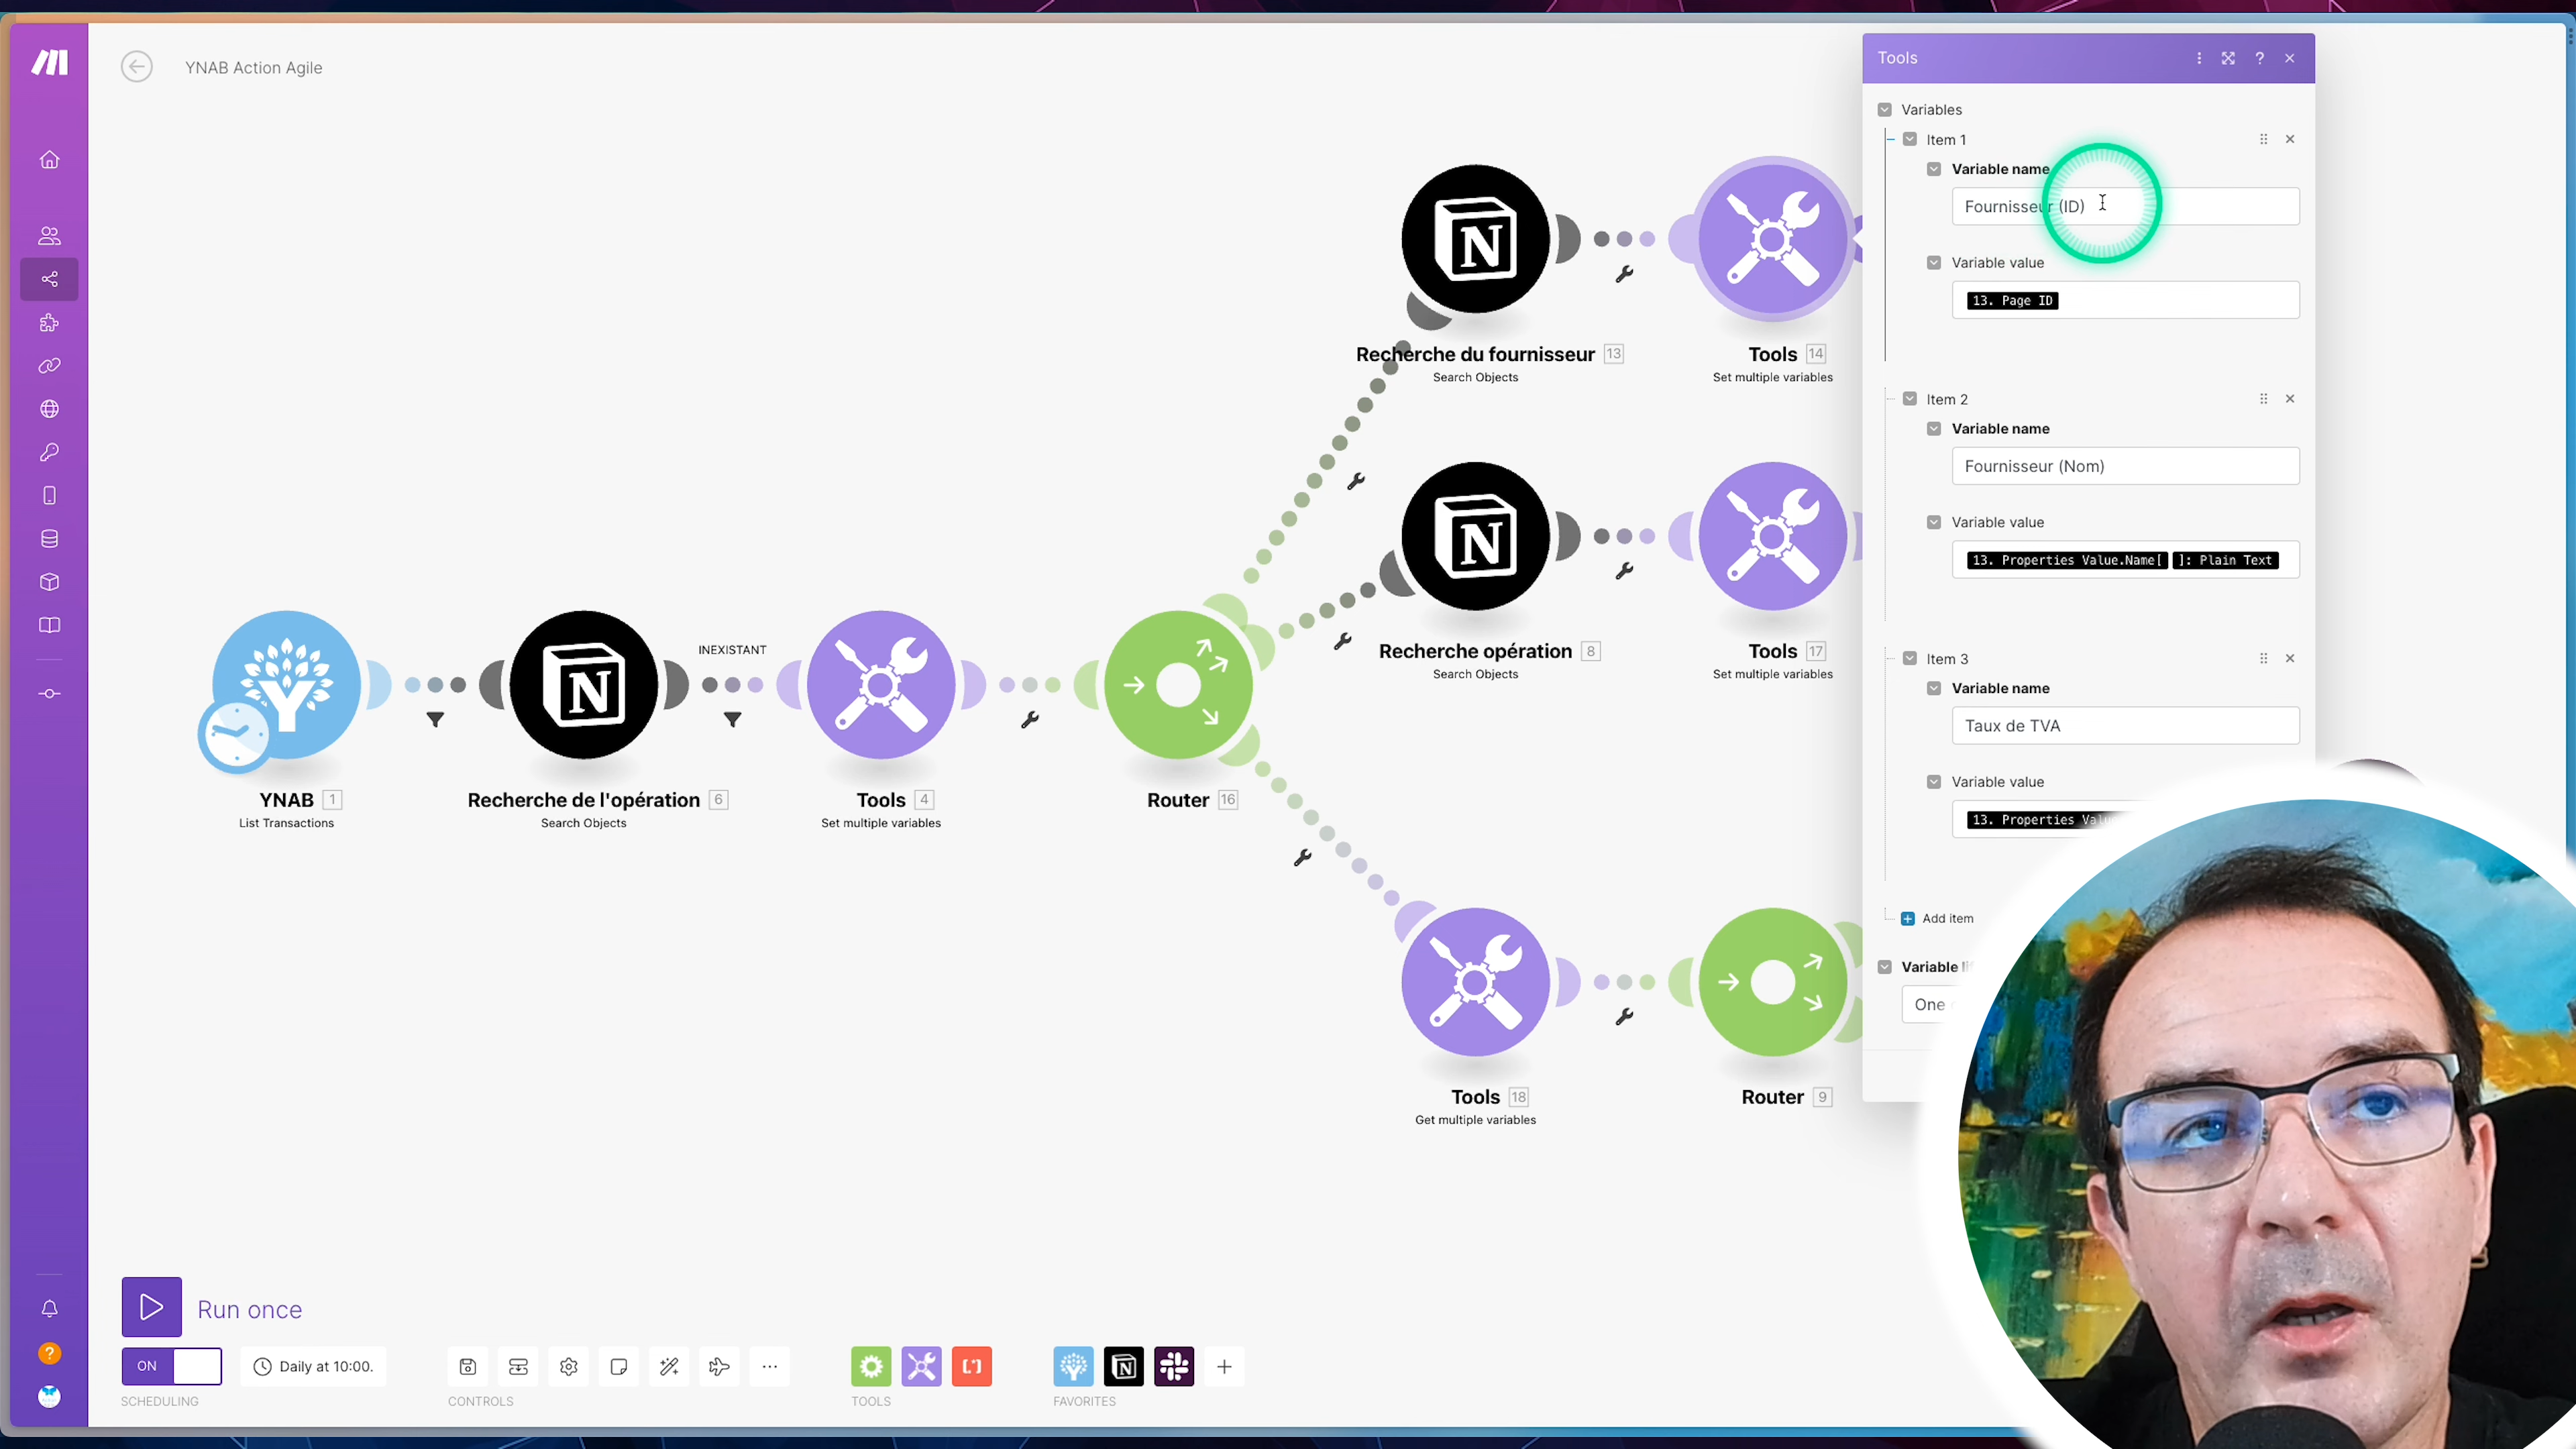 YNAB Action Agile
Tools
Variables
Item 1
Variable name
Fournisseur (ID)
Variable value
13. Page ID
Item 2
Variable name
Fournisseur (Nom)
Variable value
13. Properties Value.Name[ ]: Plain Text
Item 3
Variable name
Taux de TVA
Variable value
13. Properties
Add item
Variable
One
Recherche du fournisseur 13
Search Objects
Tools 14
Set multiple variables
Recherche opération 8
Search Objects
Tools 17
Set multiple variables
INEXISTANT
YNAB 1
List Transactions
Recherche de l'opération 6
Search Objects
Tools 4
Set multiple variables
Router 16
Tools 18
Get multiple variables
Router 9
Run once
ON
Daily at 10:00.
SCHEDULING
CONTROLS
TOOLS
FAVORITES